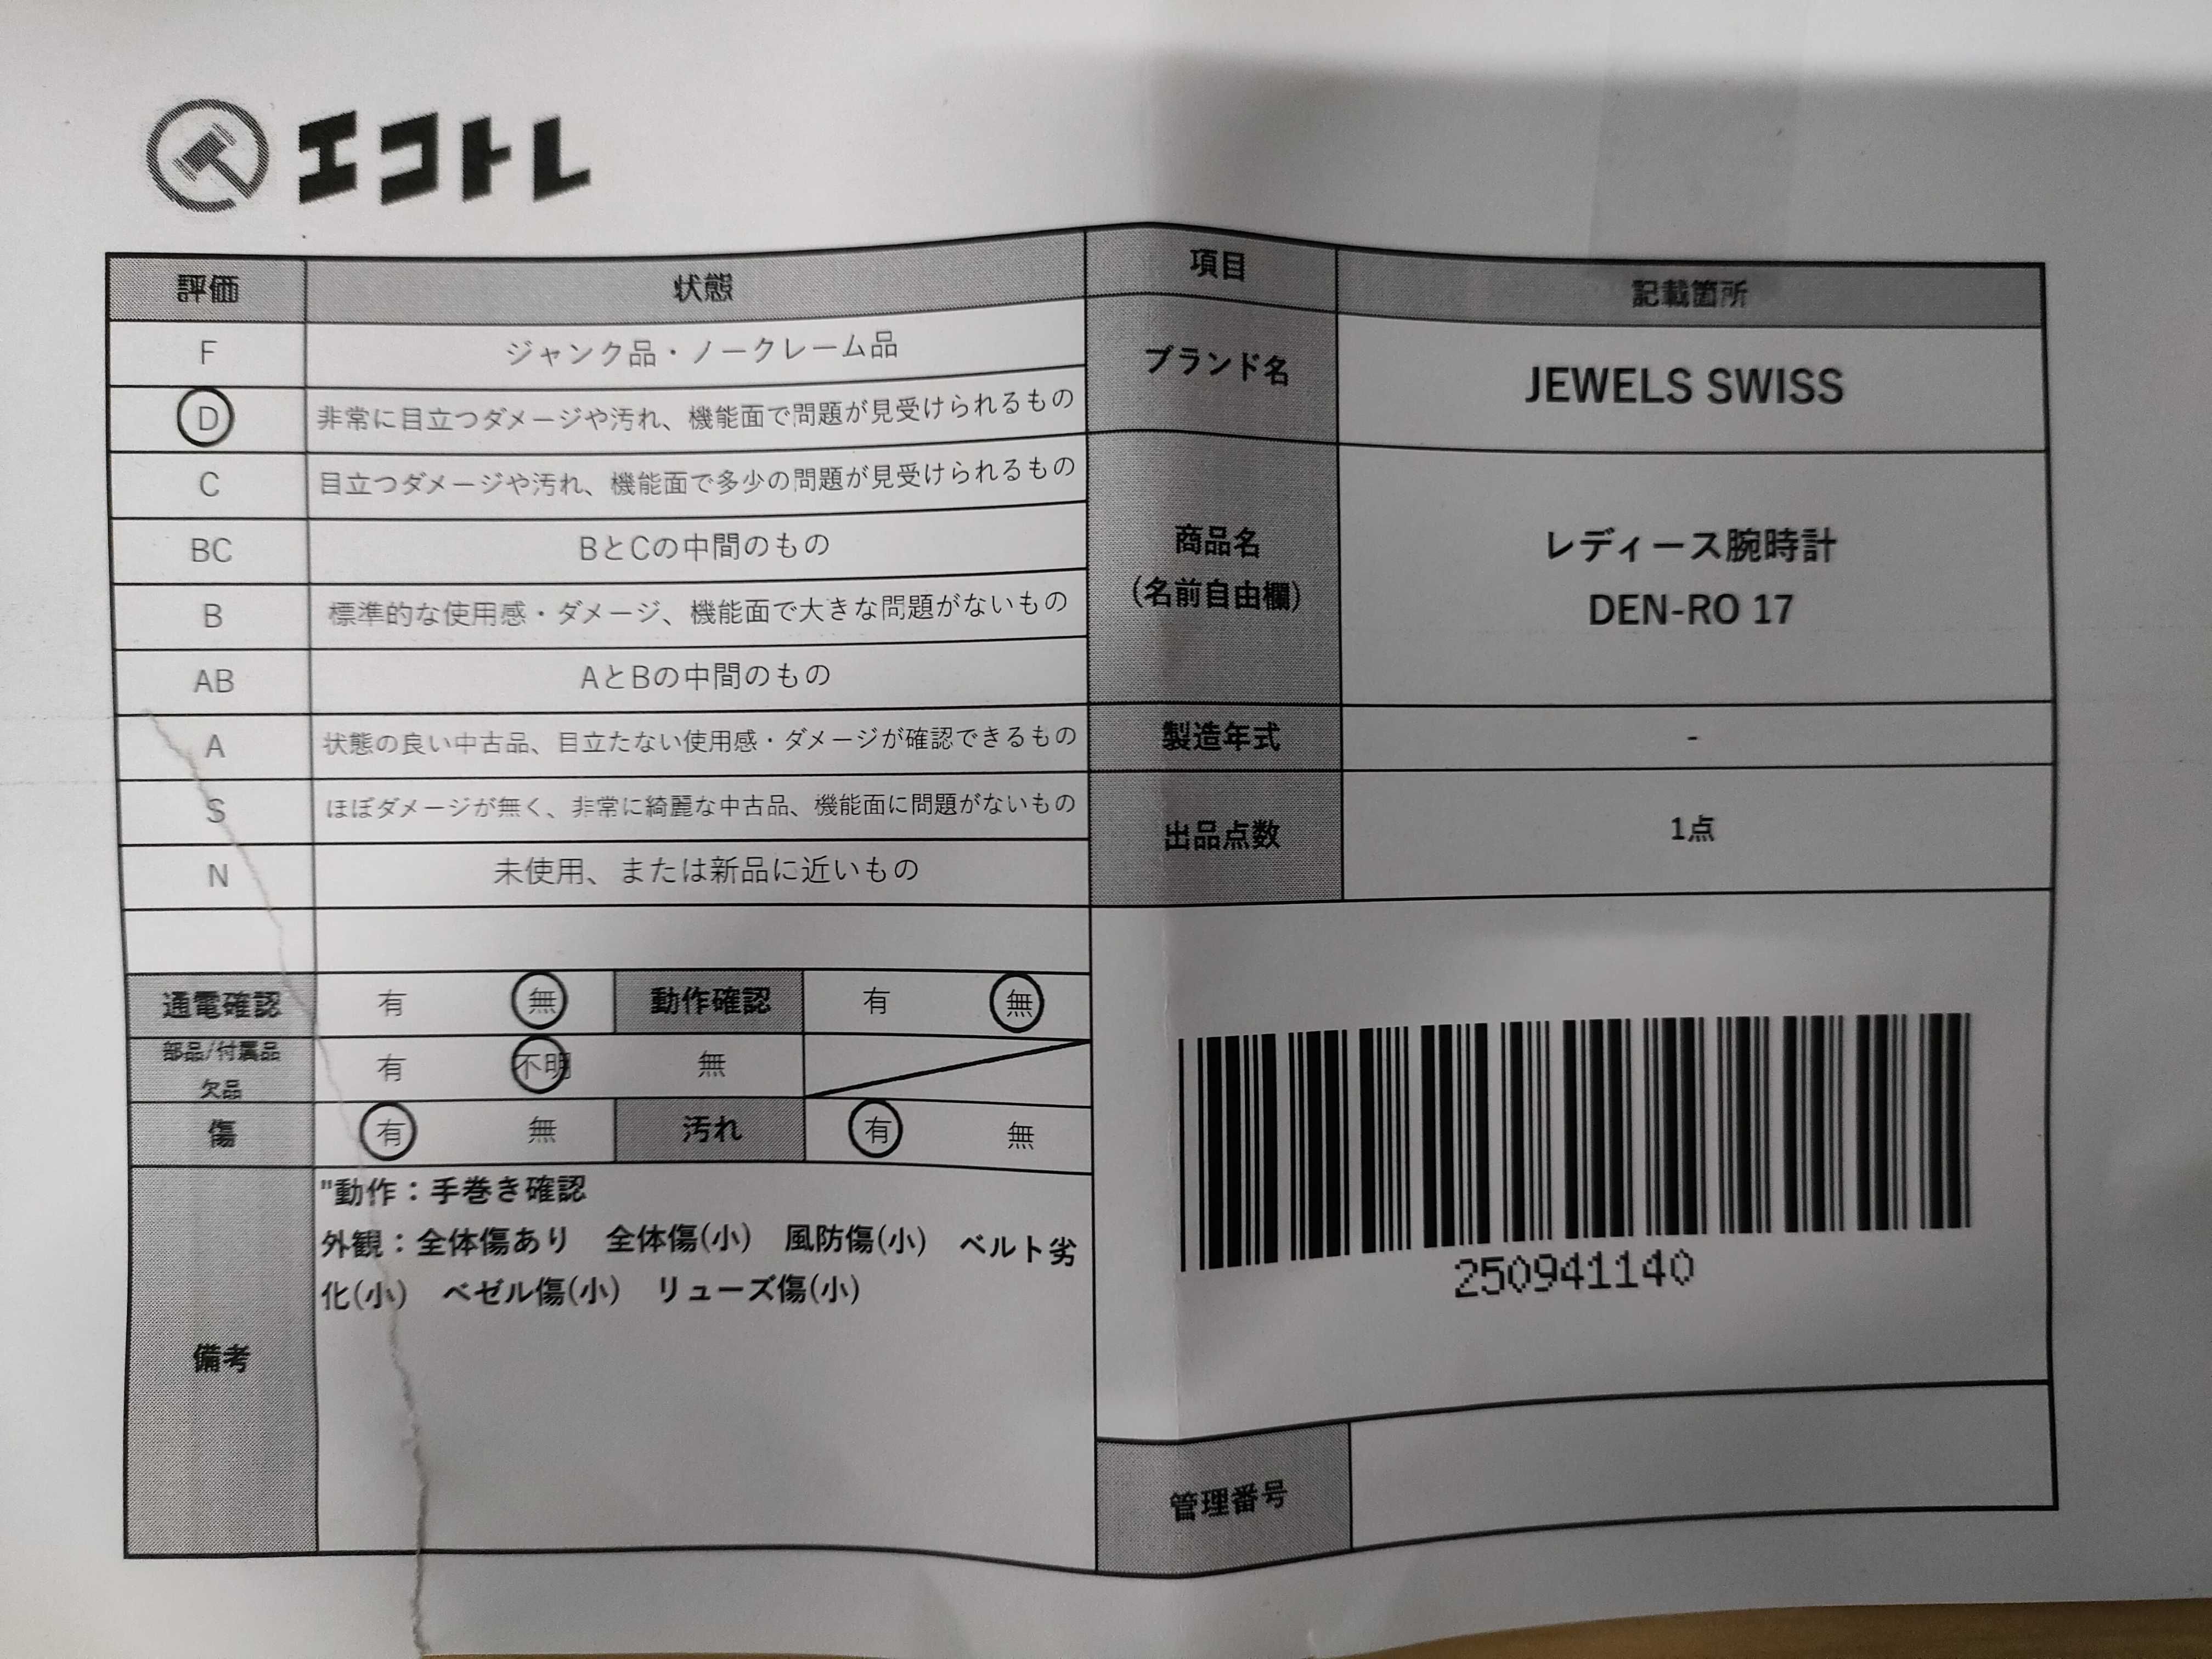 エコトレ
評価 状態
F ジャンク品・ノークレーム品
D 非常に目立つダメージや汚れ、機能面で問題が見受けられるもの
C 目立つダメージや汚れ、機能面で多少の問題が見受けられるもの
BC BとCの中間のもの
B 標準的な使用感・ダメージ、機能面で大きな問題がないもの
AB AとBの中間のもの
A 状態の良い中古品、目立たない使用感・ダメージが確認できるもの
S ほぼダメージが無く、非常に綺麗な中古品、機能面に問題がないもの
N 未使用、または新品に近いもの
通電確認 有 無 動作確認 有 無
部品/付属品
欠品 有 不明 無
傷 有 無 汚れ 有 無
備考
"動作：手巻き確認
外観：全体傷あり 全体傷(小) 風防傷(小) ベルト劣
化(小) ベゼル傷(小) リューズ傷(小)
項目 記載箇所
ブランド名 JEWELS SWISS
商品名
(名前自由欄)
レディース腕時計
DEN-RO 17
製造年式 -
出品点数 1点
250941140
管理番号